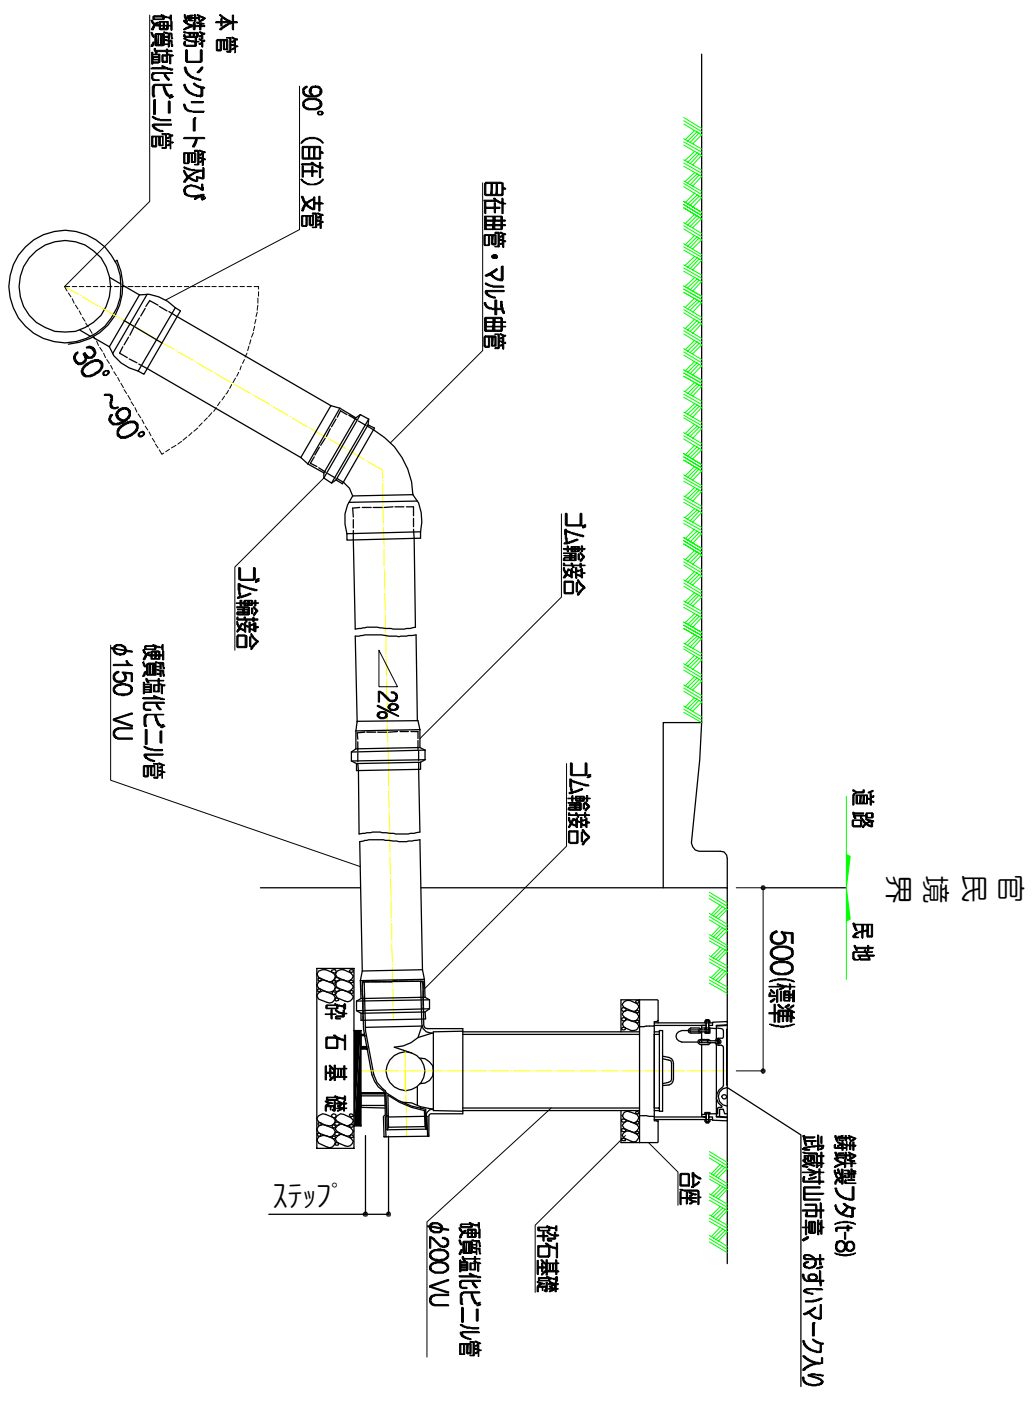 官民境界
道路
民地
500(標準)
鋳鉄製フタ(t-8)
武蔵村山市章、おすいマーク入り
台座
砕石基礎
硬質塩化ビニル管
φ200 VU
ゴム輪接合
ゴム輪接合
自在曲管・マルチ曲管
2%
90°（自在）支管
本管
鉄筋コンクリート管及び
硬質塩化ビニル管
30°~90°
ゴム輪接合
硬質塩化ビニル管
φ150 VU
砕石基礎
ステップ